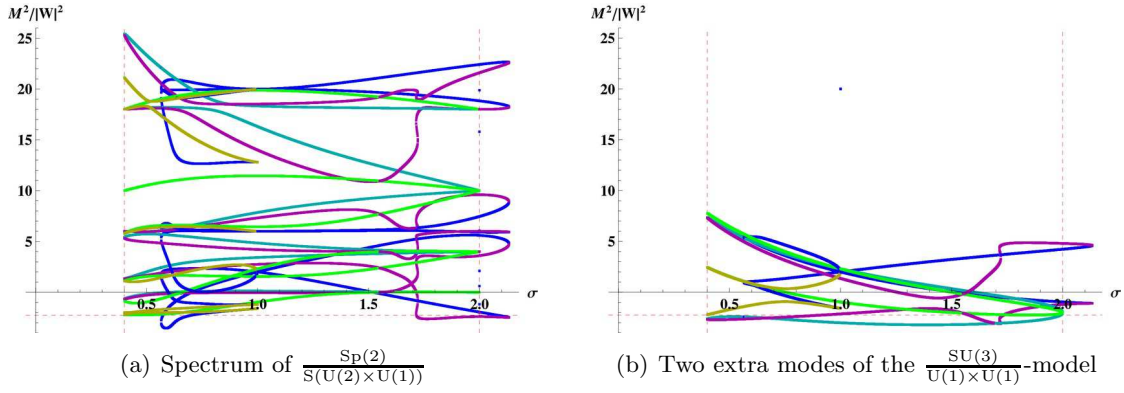 M²/|W|²
25
20
15
10
5
0.5 1.0 1.5 2.0 σ
(a) Spectrum of Sp(2)/S(U(2)×U(1))
M²/|W|²
25
20
15
10
5
0.5 1.0 1.5 2.0 σ
(b) Two extra modes of the SU(3)/U(1)×U(1)-model